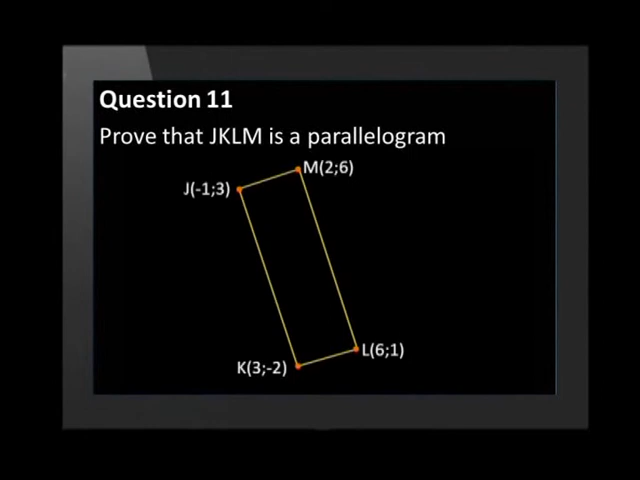 Question 11
Prove that JKLM is a parallelogram
M(2;6)
J(-1;3)
L(6;1)
K(3;-2)